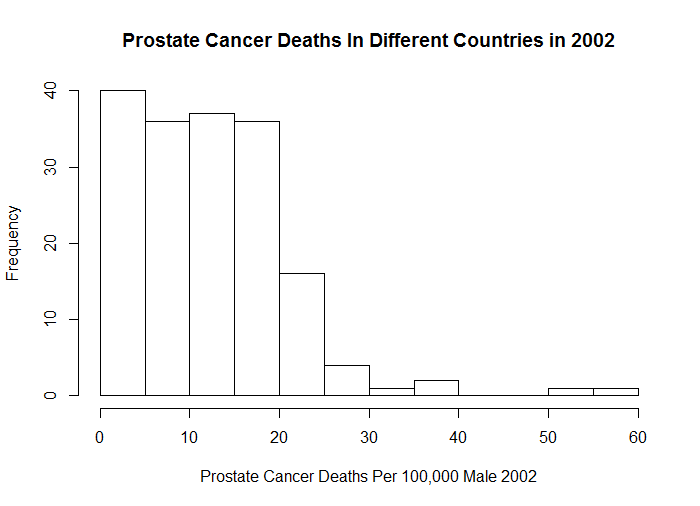 Prostate Cancer Deaths In Different Countries in 2002
40
30
20
10
0
Frequency
0 10 20 30 40 50 60
Prostate Cancer Deaths Per 100,000 Male 2002